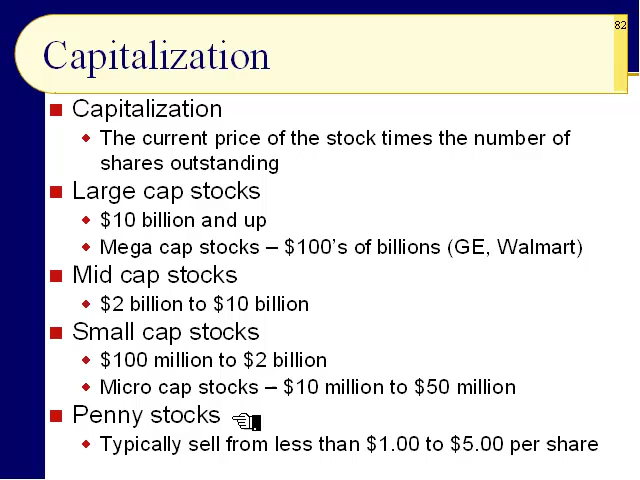 82
Capitalization
Capitalization
The current price of the stock times the number of
shares outstanding
Large cap stocks
$10 billion and up
Mega cap stocks – $100's of billions (GE, Walmart)
Mid cap stocks
$2 billion to $10 billion
Small cap stocks
$100 million to $2 billion
Micro cap stocks – $10 million to $50 million
Penny stocks
Typically sell from less than $1.00 to $5.00 per share